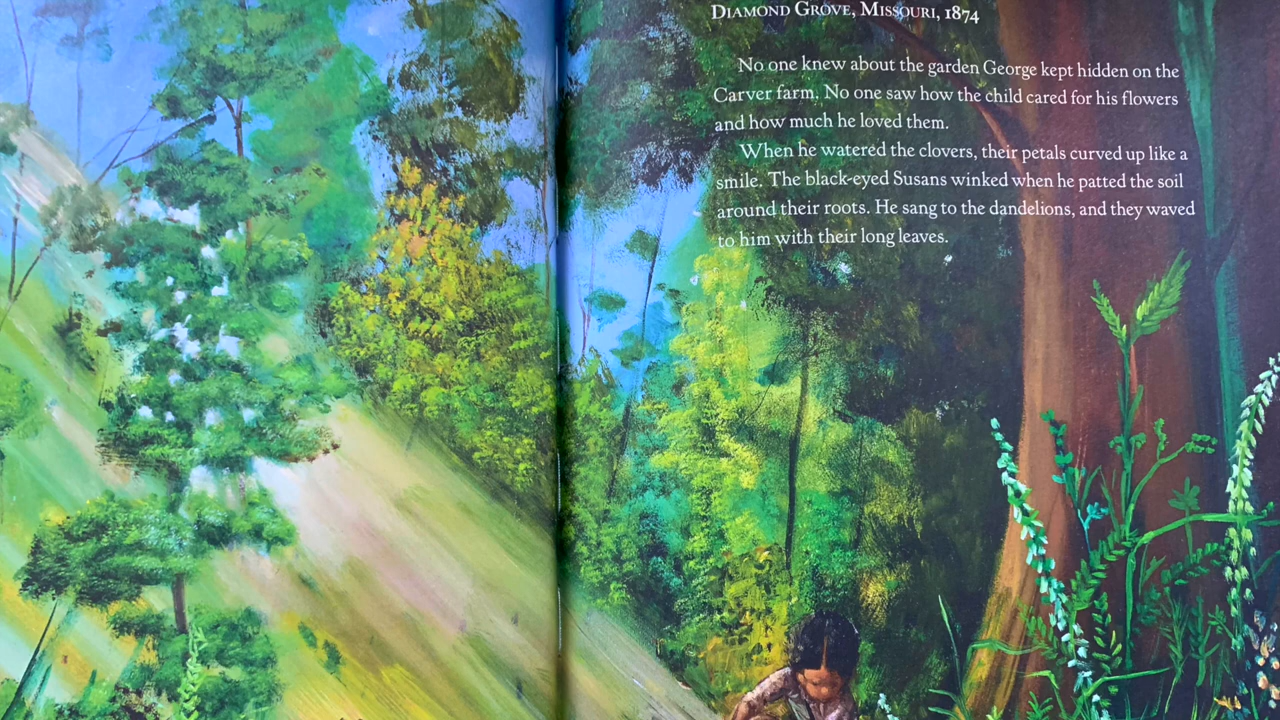 DIAMOND GROVE, MISSOURI, 1874
No one knew about the garden George kept hidden on the
Carver farm. No one saw how the child cared for his flowers
and how much he loved them.
When he watered the clovers, their petals curved up like a
smile. The black-eyed Susans winked when he patted the soil
around their roots. He sang to the dandelions, and they waved
to him with their long leaves.